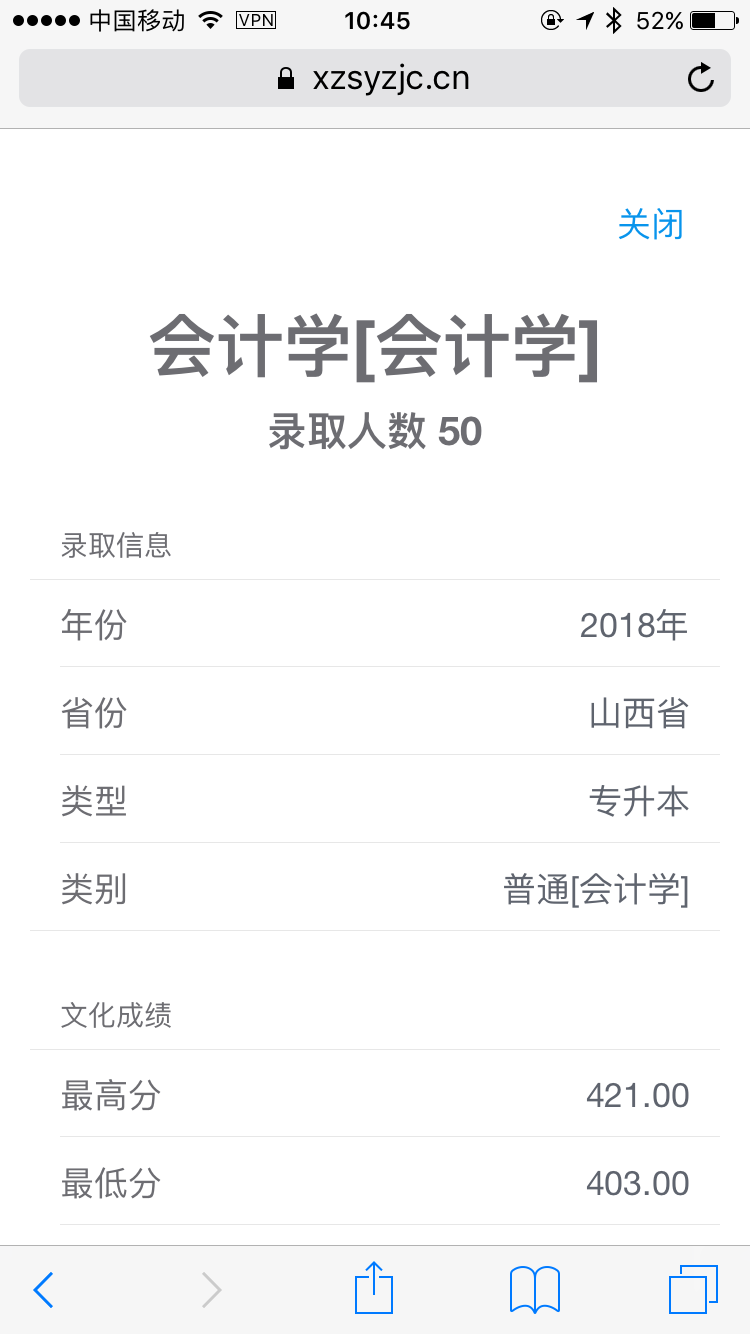 中国移动 VPN 10:45 52%
xzsyzjc.cn
关闭
会计学[会计学]
录取人数 50
录取信息
年份 2018年
省份 山西省
类型 专升本
类别 普通[会计学]
文化成绩
最高分 421.00
最低分 403.00